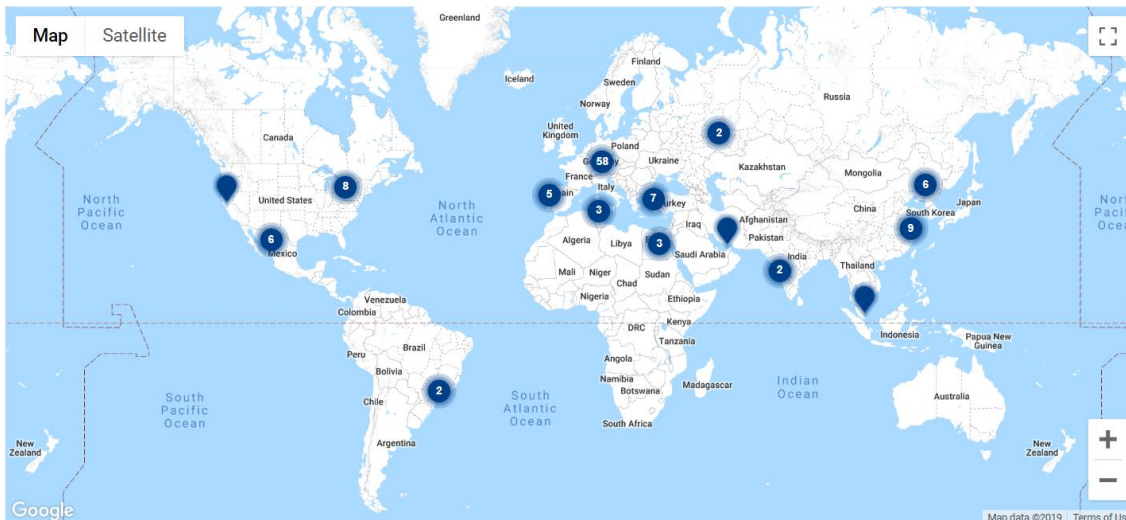 Map Satellite
Greenland
Iceland
Finland
Sweden
Norway
Russia
Canada
United
Kingdom
Poland
Ukraine
Kazakhstan
Mongolia
2
58
France
Italy
8
5
3
7
6
United States
North
Pacific
Ocean
North
Atlantic
Ocean
Iraq
Afghanistan
Pakistan
China
South Korea
Japan
9
6
Mexico
Algeria
Libya
3
Saudi Arabia
India
2
Thailand
Mali
Niger
Chad
Sudan
Nigeria
Ethiopia
Venezuela
Colombia
DRC
Kenya
Tanzania
Indonesia
Papua New
Guinea
Peru
Brazil
Bolivia
Angola
Namibia
Botswana
Madagascar
Indian
Ocean
2
Chile
South
Pacific
Ocean
South
Atlantic
Ocean
South Africa
Australia
Argentina
New
Zealand
New
Zealand
Google
Map data ©2019
Terms of Us